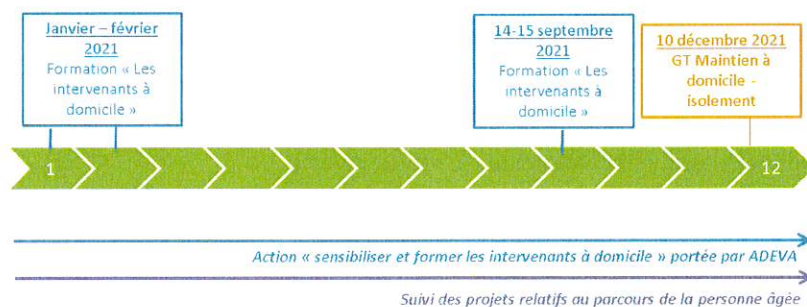 Janvier – février
2021
Formation « Les
intervenants à
domicile »
14-15 septembre
2021
Formation « Les
intervenants à
domicile »
10 décembre 2021
GT Maintien à
domicile -
isolement
1
12
Action « sensibiliser et former les intervenants à domicile » portée par ADEVA
Suivi des projets relatifs au parcours de la personne âgée